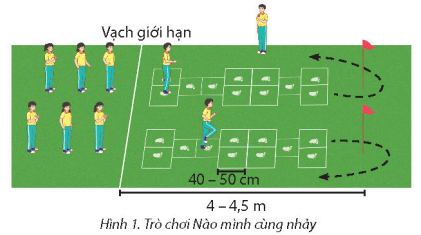 Vạch giới hạn
40 – 50 cm
4 – 4,5 m
Hình 1. Trò chơi Nào mình cùng nhảy